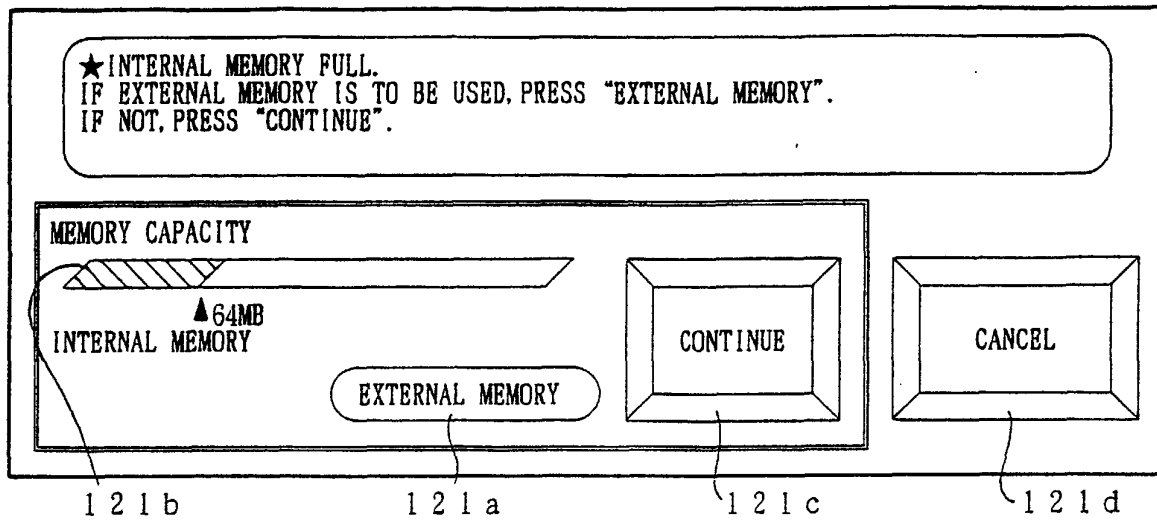 ★INTERNAL MEMORY FULL.
IF EXTERNAL MEMORY IS TO BE USED, PRESS “EXTERNAL MEMORY”.
IF NOT, PRESS “CONTINUE”.
MEMORY CAPACITY
▲64MB
INTERNAL MEMORY
EXTERNAL MEMORY
CONTINUE
CANCEL
121b
121a
121c
121d